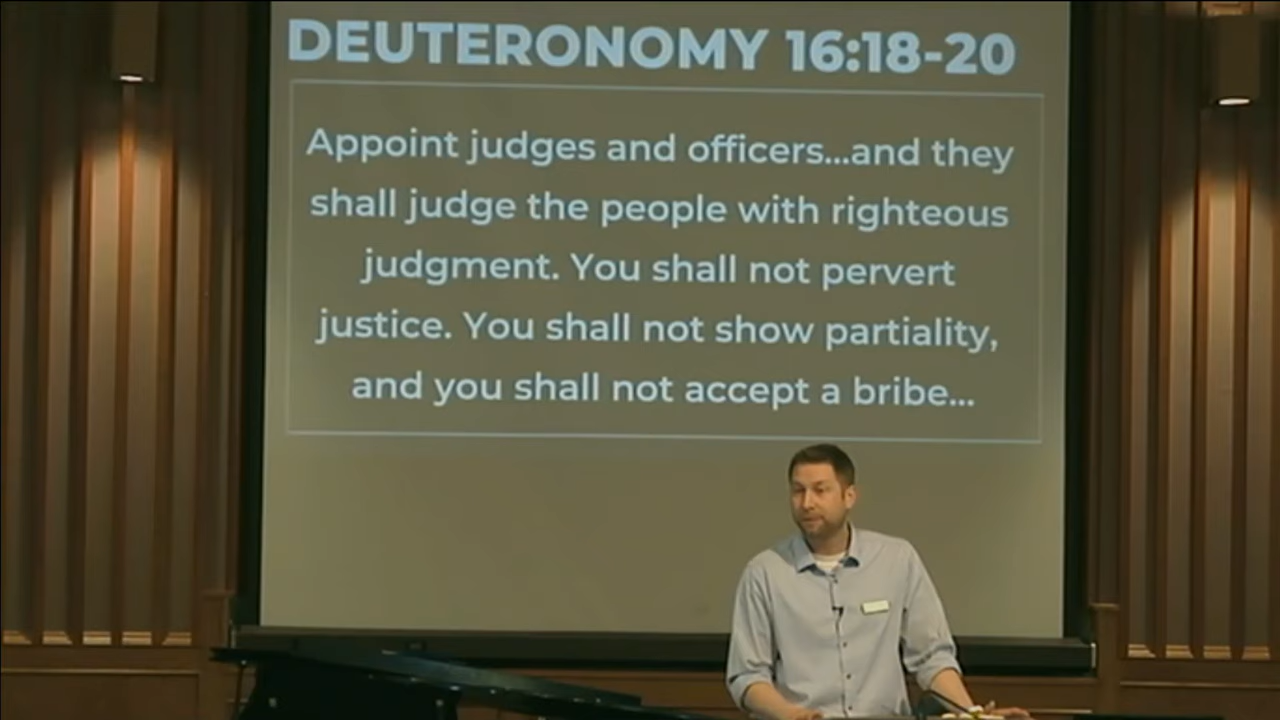 DEUTERONOMY 16:18-20
Appoint judges and officers...and they
shall judge the people with righteous
judgment. You shall not pervert
justice. You shall not show partiality,
and you shall not accept a bribe...